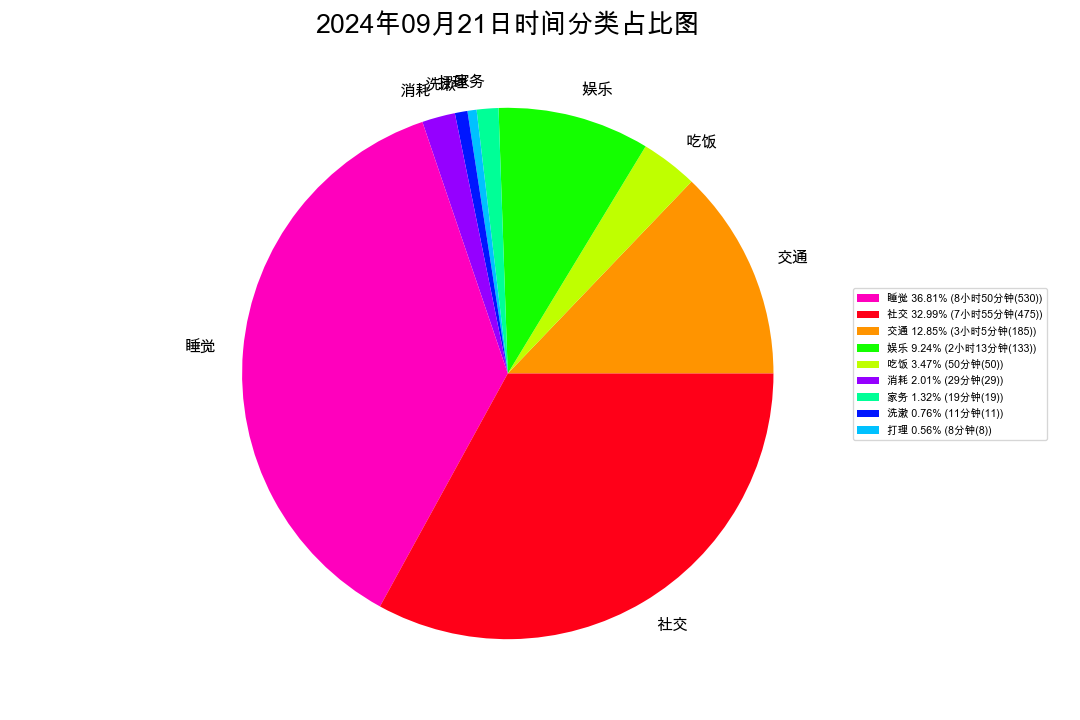 2024年09月21日时间分类占比图
消耗
洗漱
打理
家务
娱乐
吃饭
交通
睡觉
社交
睡觉 36.81% (8小时50分钟(530))
社交 32.99% (7小时55分钟(475))
交通 12.85% (3小时5分钟(185))
娱乐 9.24% (2小时13分钟(133))
吃饭 3.47% (50分钟(50))
消耗 2.01% (29分钟(29))
家务 1.32% (19分钟(19))
洗漱 0.76% (11分钟(11))
打理 0.56% (8分钟(8))